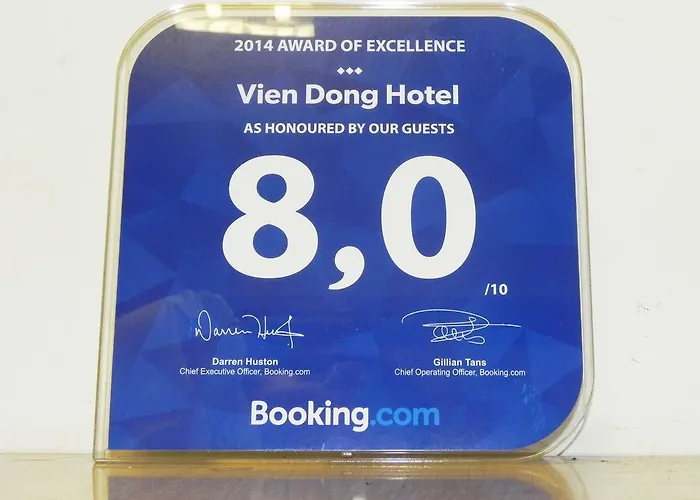 2014 AWARD OF EXCELLENCE
Vien Dong Hotel
AS HONOURED BY OUR GUESTS
8,0
/10
Darren Huston
Chief Executive Officer, Booking.com
Gillian Tans
Chief Operating Officer, Booking.com
Booking.com